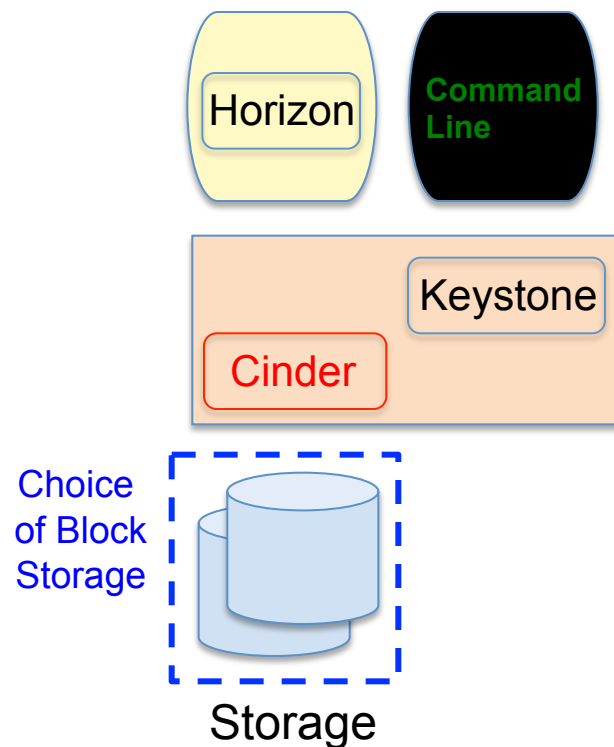 Horizon
Command
Line
Keystone
Cinder
Choice
of Block
Storage
Storage